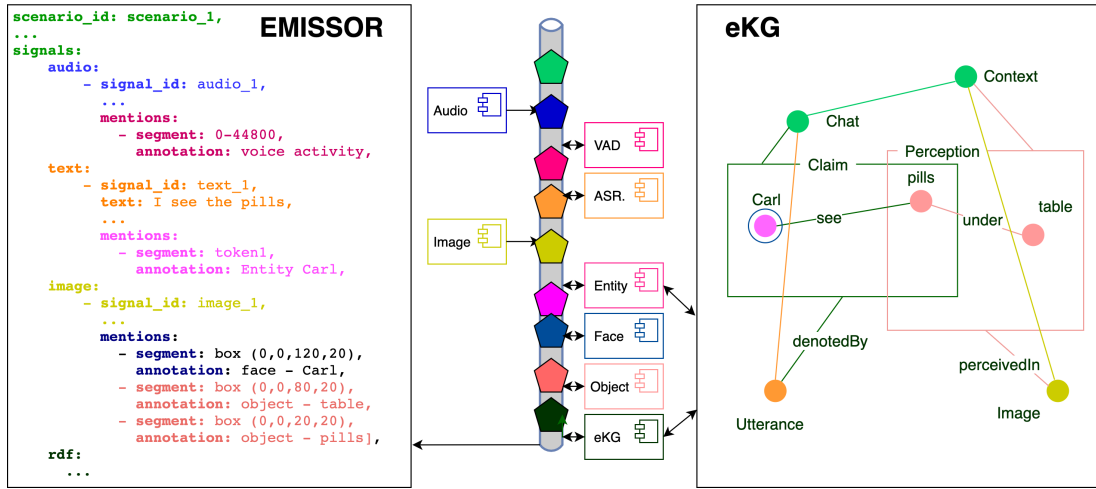 EMISSOR
scenario_id: scenario_1,
...
signals:
audio:
- signal_id: audio_1,
...
mentions:
- segment: 0-44800,
annotation: voice activity,
text:
- signal_id: text_1,
text: I see the pills,
...
mentions:
- segment: token1,
annotation: Entity Carl,
image:
- signal_id: image_1,
...
mentions:
- segment: box (0,0,120,20),
annotation: face - Carl,
- segment: box (0,0,80,20),
annotation: object - table,
- segment: box (0,0,20,20),
annotation: object - pills],
rdf:
...
Audio
VAD
ASR.
Image
Entity
Face
Object
eKG
eKG
Context
Chat
Claim
Perception
pills
Carl
see
under
table
denotedBy
perceivedIn
Utterance
Image